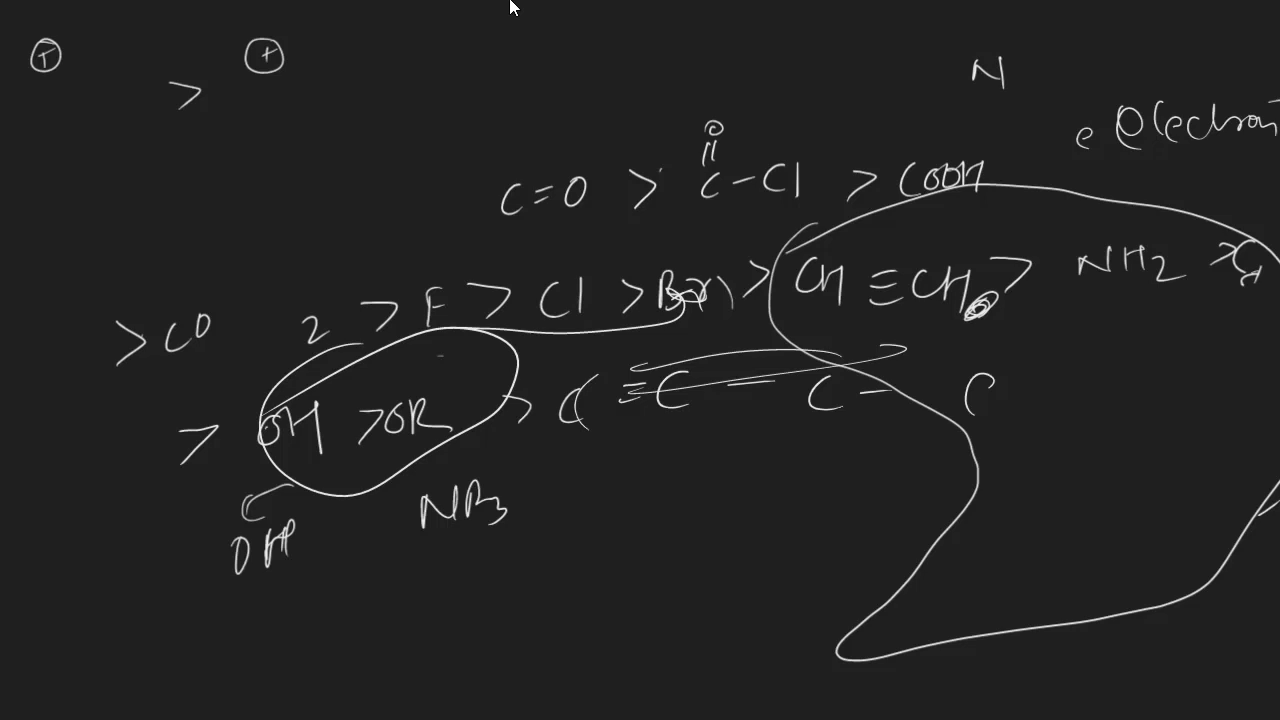 ⊕ > ⊕
N
e electron
O
||
C=O > C-Cl > COOH
> CO 2 > F > Cl > Br > CH≡CH > NH2 >
> OH > OR > C≡C - C - C
NR3
OH